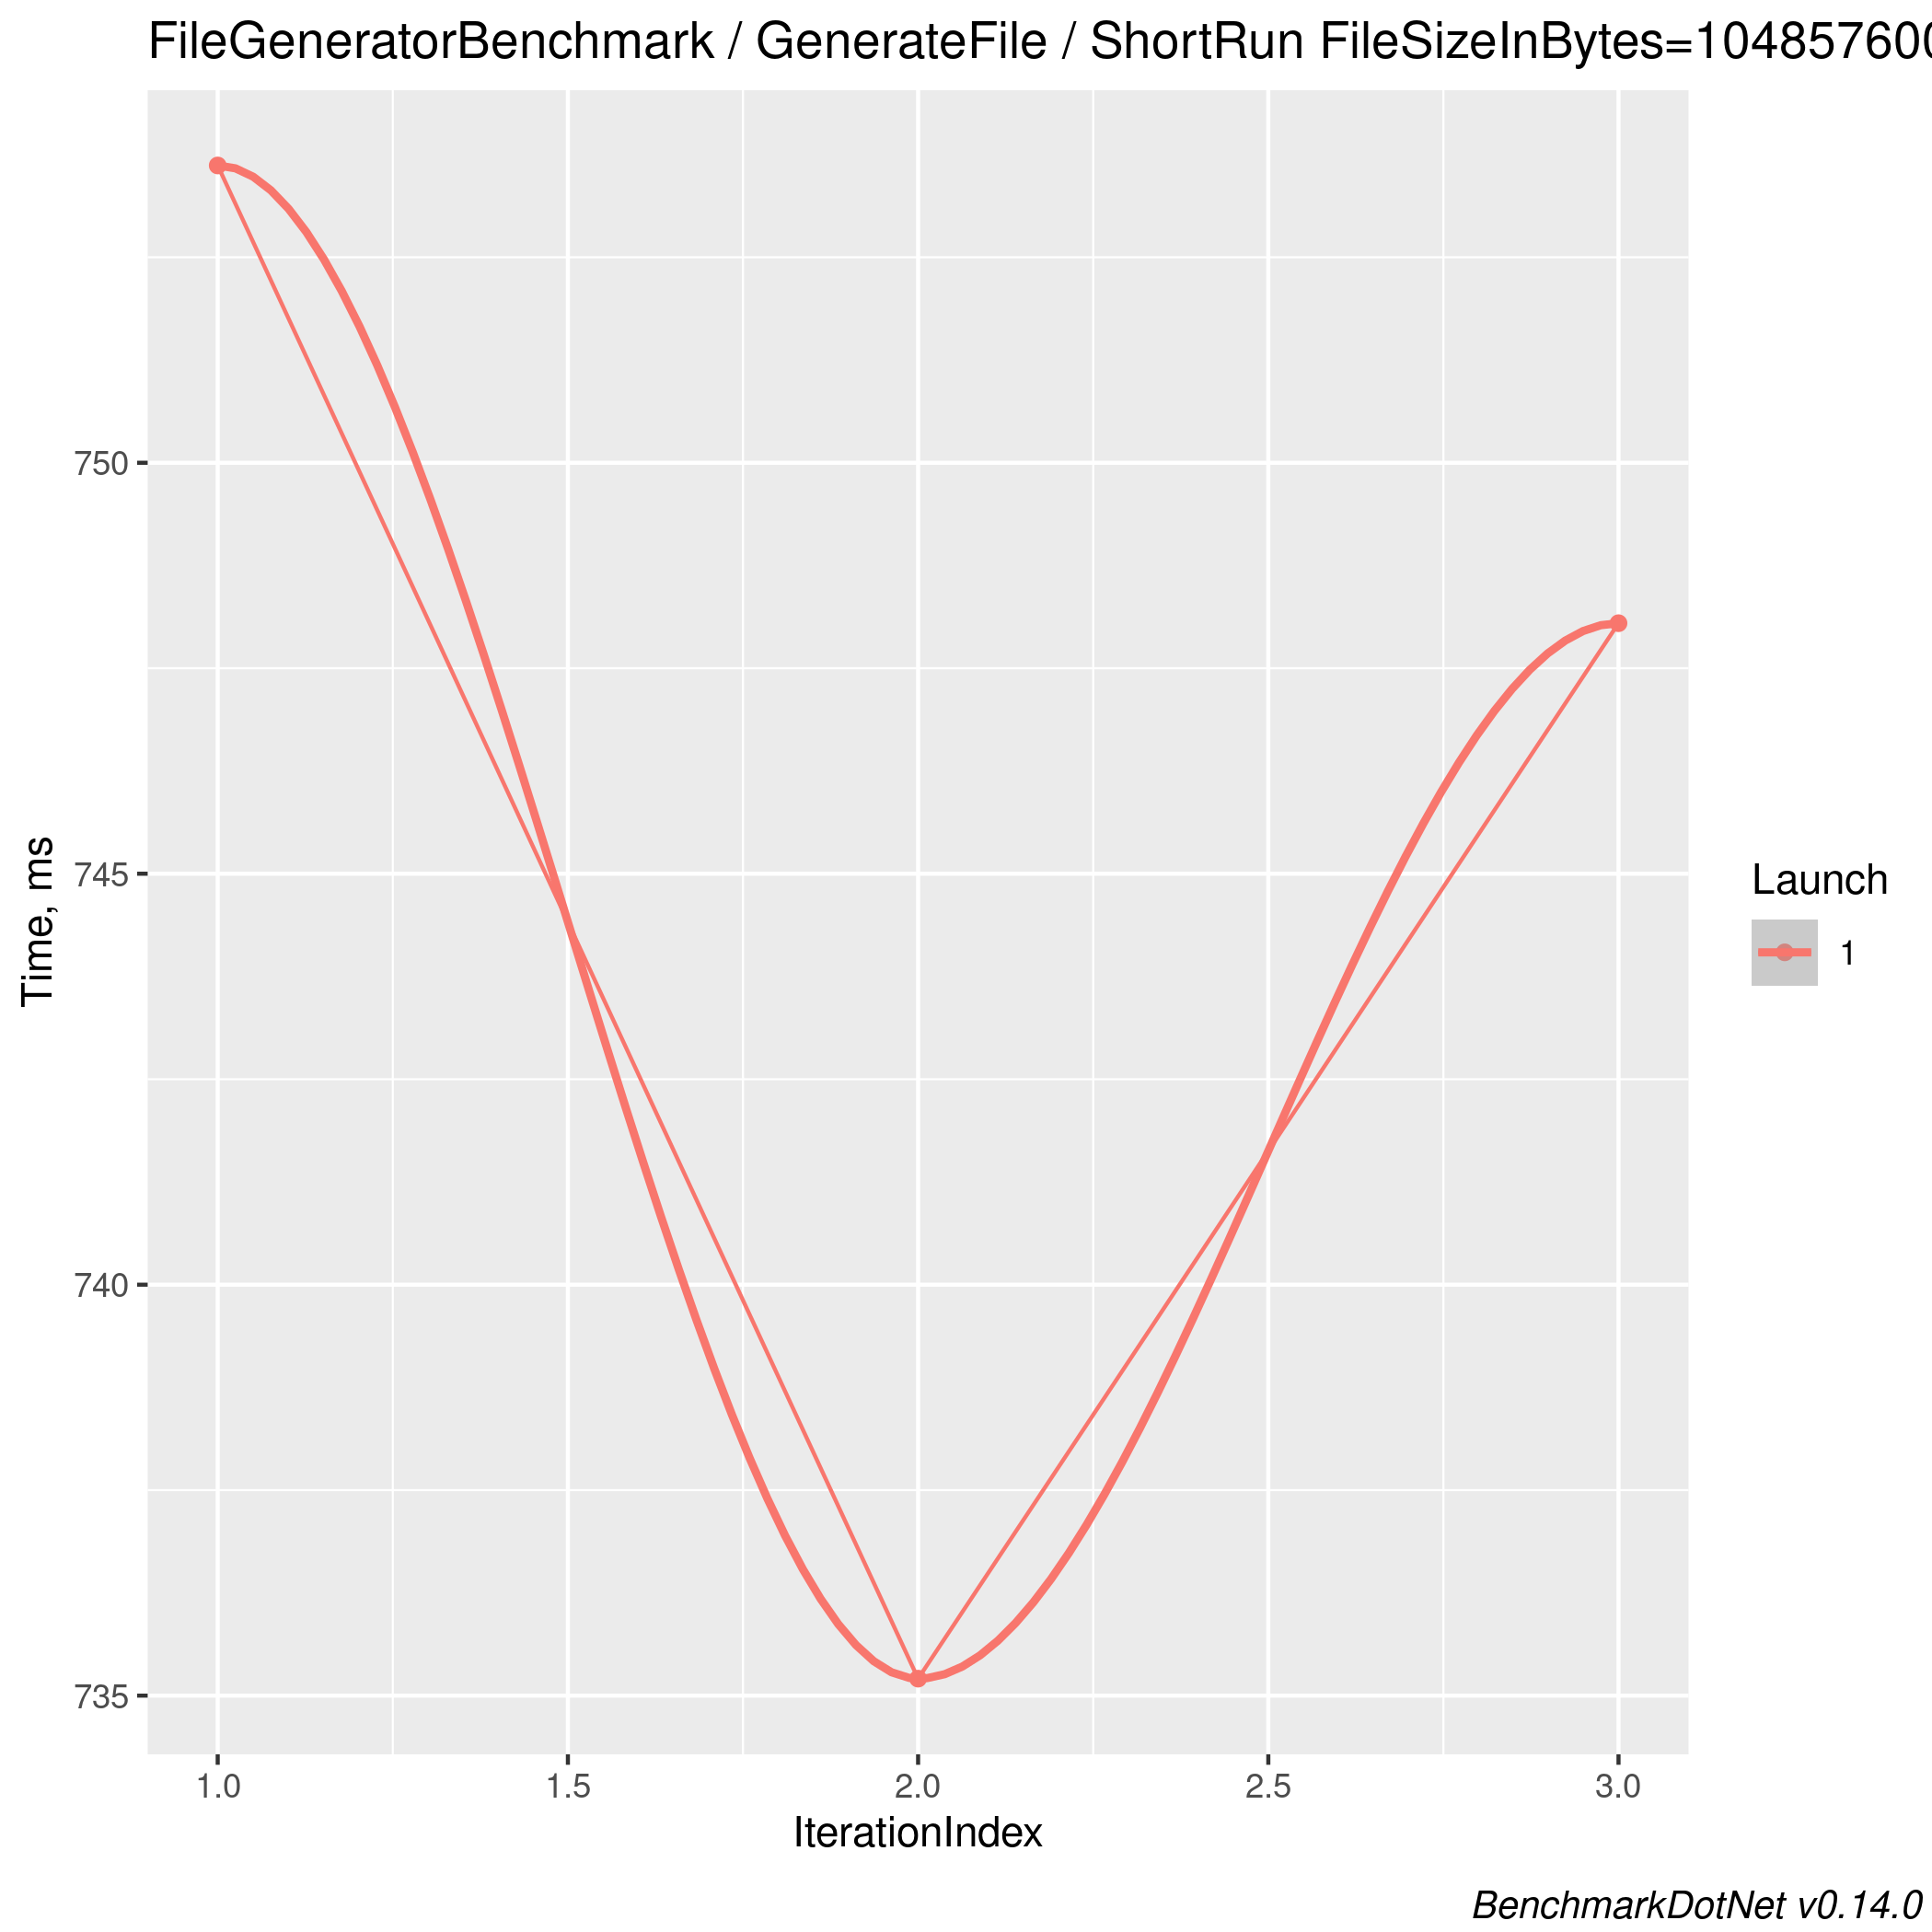 FileGeneratorBenchmark / GenerateFile / ShortRun FileSizeInBytes=104857600
750
745
740
735
Time, ms
1.0 1.5 2.0 2.5 3.0
IterationIndex
Launch
1
BenchmarkDotNet v0.14.0